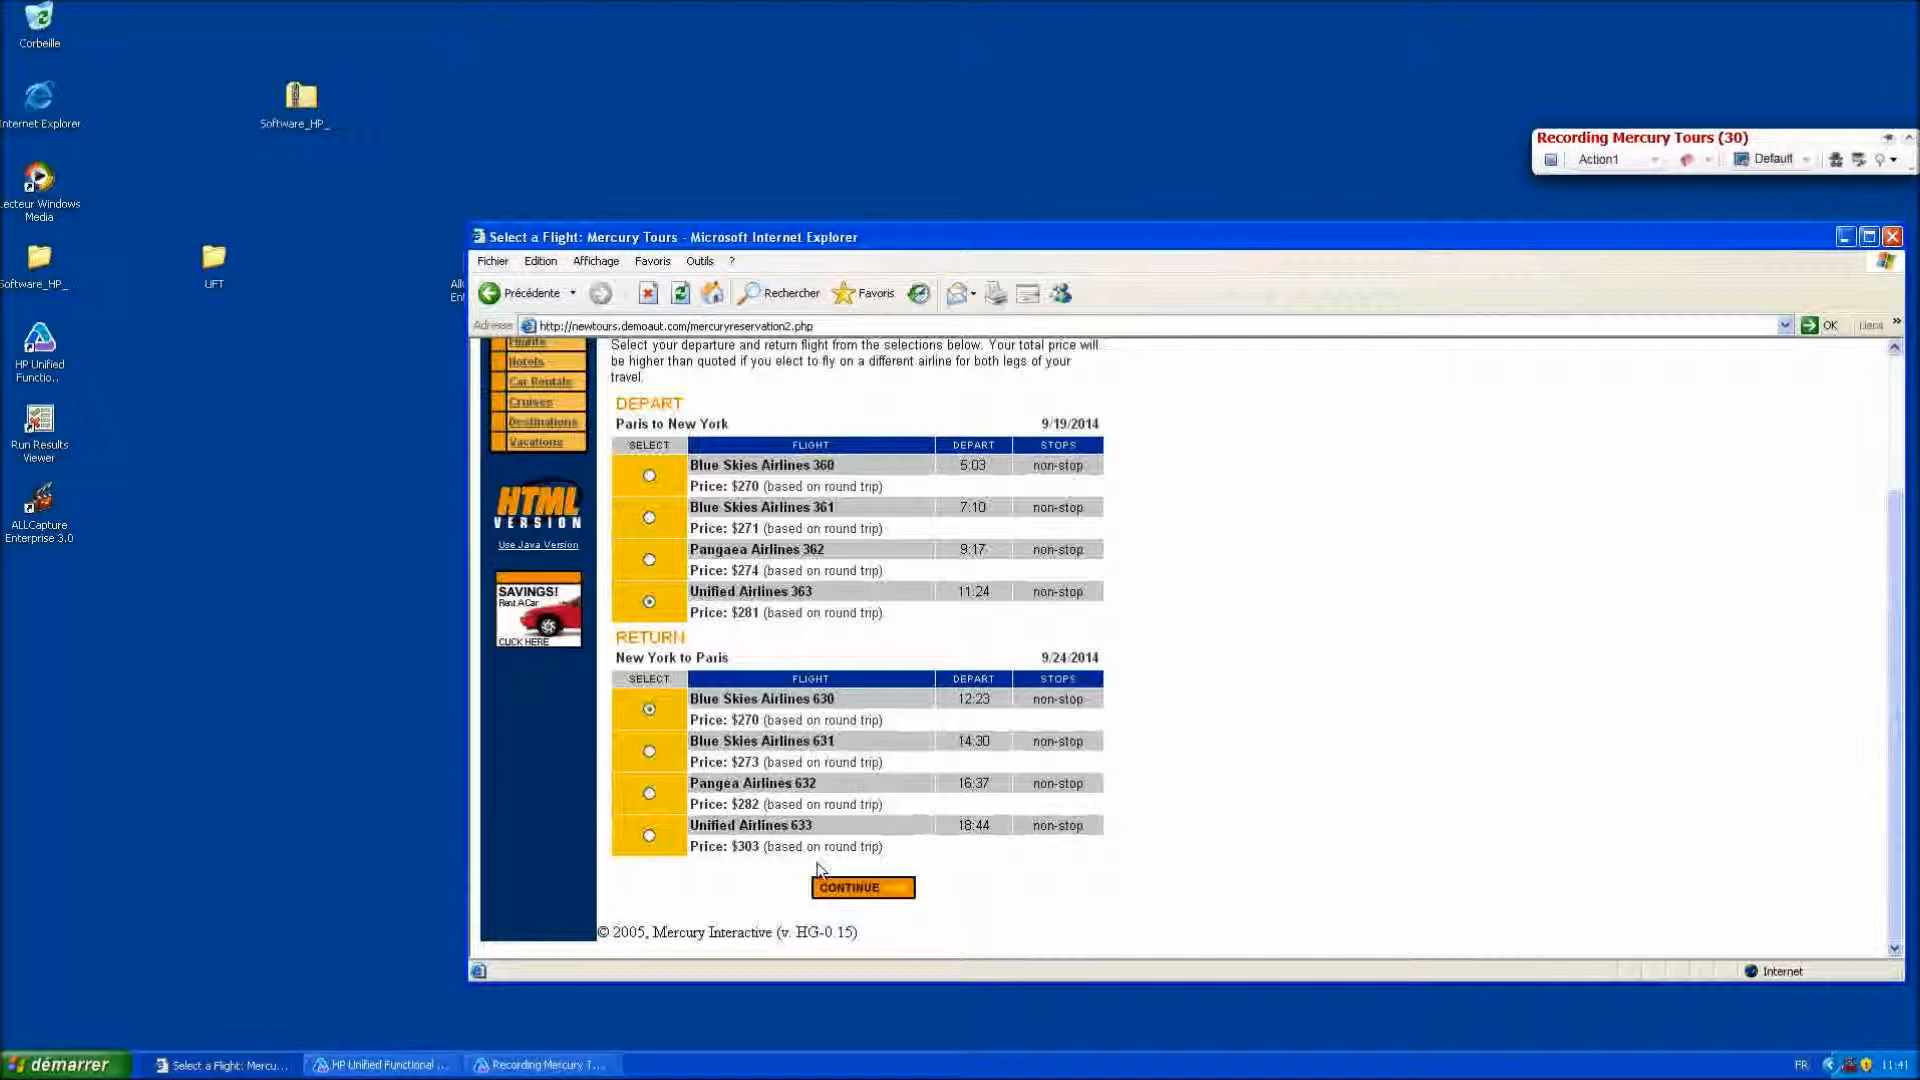 Corbeille
Internet Explorer
Software_HP_
Lecteur Windows
Media
Software_HP_...
UFT
HP Unified
Functio...
Run Results
Viewer
ALLCapture
Enterprise 3.0
Recording Mercury Tours (30)
Action1
Default
Select a Flight: Mercury Tours - Microsoft Internet Explorer
Fichier Edition Affichage Favoris Outils ?
Précédente Rechercher Favoris
Adresse http://newtours.demoaut.com/mercuryreservation2.php OK Liens »
Flights
Hotels
Car Rentals
Cruises
Destinations
Vacations
HTML
VERSION
Use Java Version
SAVINGS!
Rent A Car
CLICK HERE
Select your departure and return flight from the selections below. Your total price will
be higher than quoted if you elect to fly on a different airline for both legs of your
travel.
DEPART
Paris to New York 9/19/2014
SELECT FLIGHT DEPART STOPS
Blue Skies Airlines 360 5:03 non-stop
Price: $270 (based on round trip)
Blue Skies Airlines 361 7:10 non-stop
Price: $271 (based on round trip)
Pangaea Airlines 362 9:17 non-stop
Price: $274 (based on round trip)
Unified Airlines 363 11:24 non-stop
Price: $281 (based on round trip)
RETURN
New York to Paris 9/24/2014
SELECT FLIGHT DEPART STOPS
Blue Skies Airlines 630 12:23 non-stop
Price: $270 (based on round trip)
Blue Skies Airlines 631 14:30 non-stop
Price: $273 (based on round trip)
Pangea Airlines 632 16:37 non-stop
Price: $282 (based on round trip)
Unified Airlines 633 18:44 non-stop
Price: $303 (based on round trip)
CONTINUE
© 2005, Mercury Interactive (v. HG-0.15)
Internet
démarrer Select a Flight: Mercu... HP Unified Functional ... Recording Mercury T... FR 11:41